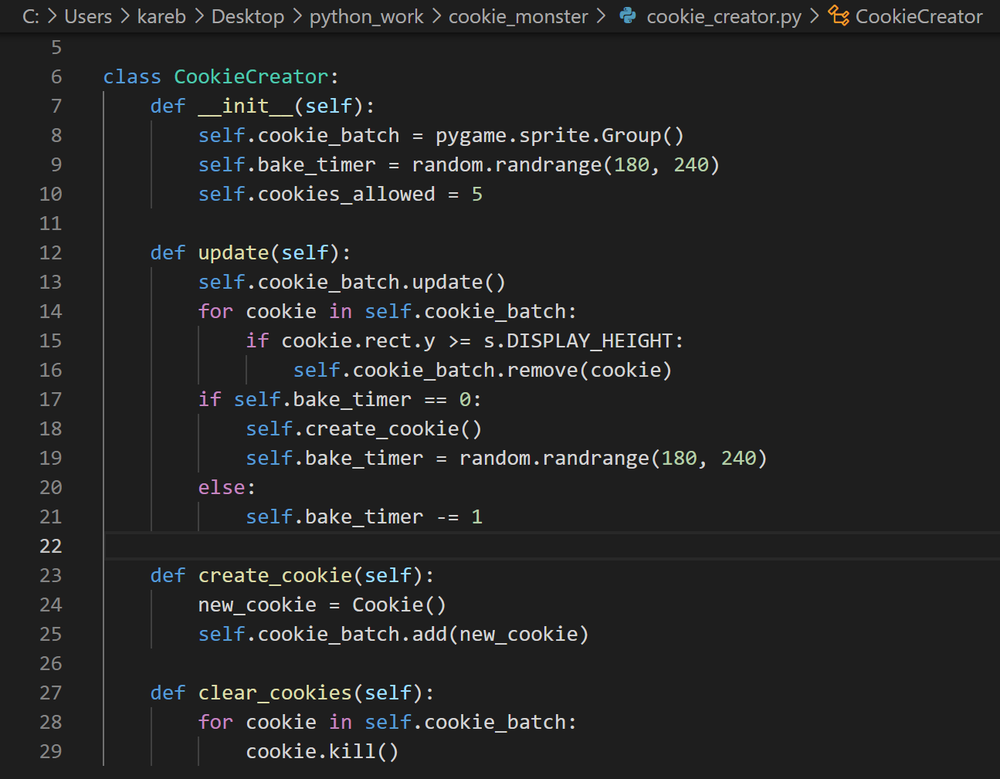 C: > Users > kareb > Desktop > python_work > cookie_monster > cookie_creator.py > CookieCreator
5
6 class CookieCreator:
7     def __init__(self):
8         self.cookie_batch = pygame.sprite.Group()
9         self.bake_timer = random.randrange(180, 240)
10         self.cookies_allowed = 5
11
12     def update(self):
13         self.cookie_batch.update()
14         for cookie in self.cookie_batch:
15             if cookie.rect.y >= s.DISPLAY_HEIGHT:
16                 self.cookie_batch.remove(cookie)
17         if self.bake_timer == 0:
18             self.create_cookie()
19             self.bake_timer = random.randrange(180, 240)
20         else:
21             self.bake_timer -= 1
22
23     def create_cookie(self):
24         new_cookie = Cookie()
25         self.cookie_batch.add(new_cookie)
26
27     def clear_cookies(self):
28         for cookie in self.cookie_batch:
29             cookie.kill()